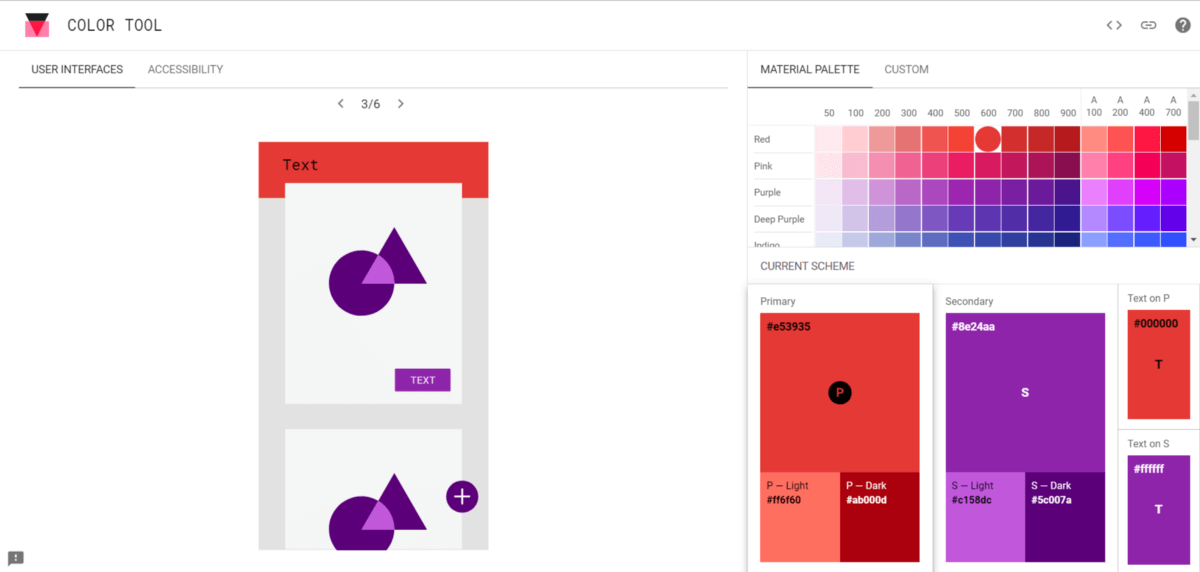 COLOR TOOL
USER INTERFACES ACCESSIBILITY
3/6
Text
TEXT
MATERIAL PALETTE CUSTOM
50 100 200 300 400 500 600 700 800 900 A 100 A 200 A 400 A 700
Red
Pink
Purple
Deep Purple
Indigo
CURRENT SCHEME
Primary
#e53935
P
P — Light
#ff6f60
P — Dark
#ab000d
Secondary
#8e24aa
S
S — Light
#c158dc
S — Dark
#5c007a
Text on P
#000000
T
Text on S
#ffffff
T